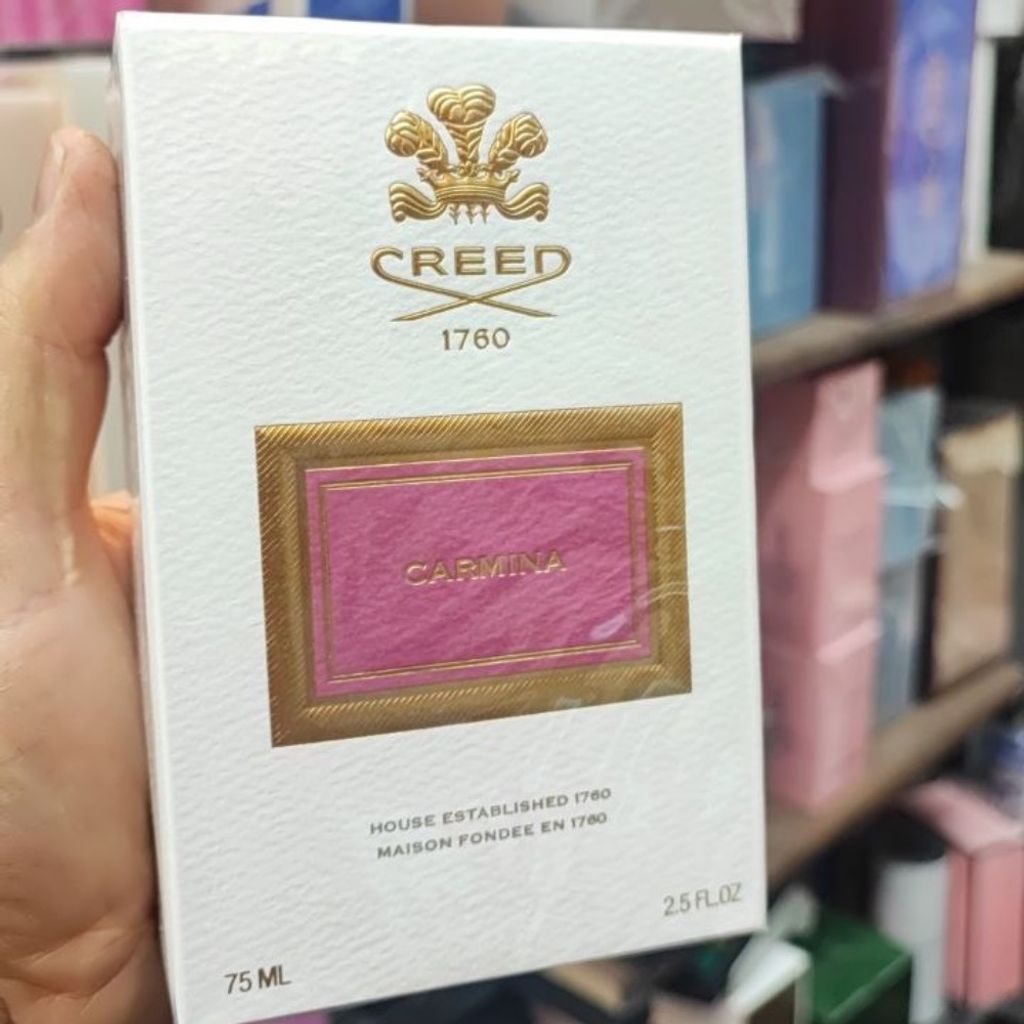 CREED
1760
CARMINA
HOUSE ESTABLISHED 1760
MAISON FONDEE EN 1760
2.5 FL.OZ
75 ML